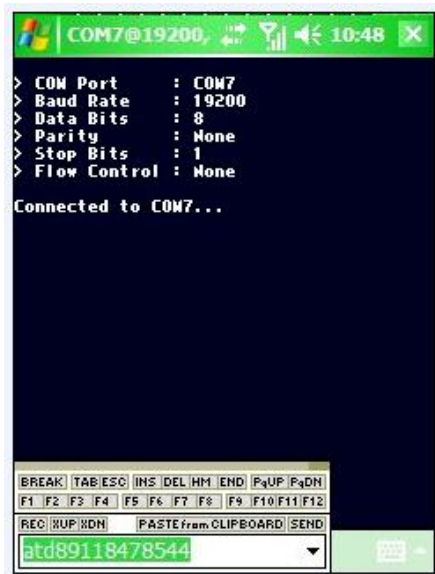 COM7@19200, 10:48
> COM Port : COM7
> Baud Rate : 19200
> Data Bits : 8
> Parity : None
> Stop Bits : 1
> Flow Control : None
Connected to COM7...
BREAK TAB ESC INS DEL HM END PgUP PgDN
F1 F2 F3 F4 F5 F6 F7 F8 F9 F10 F11 F12
REC XUP XDN PASTE from CLIPBOARD SEND
atd89118478544